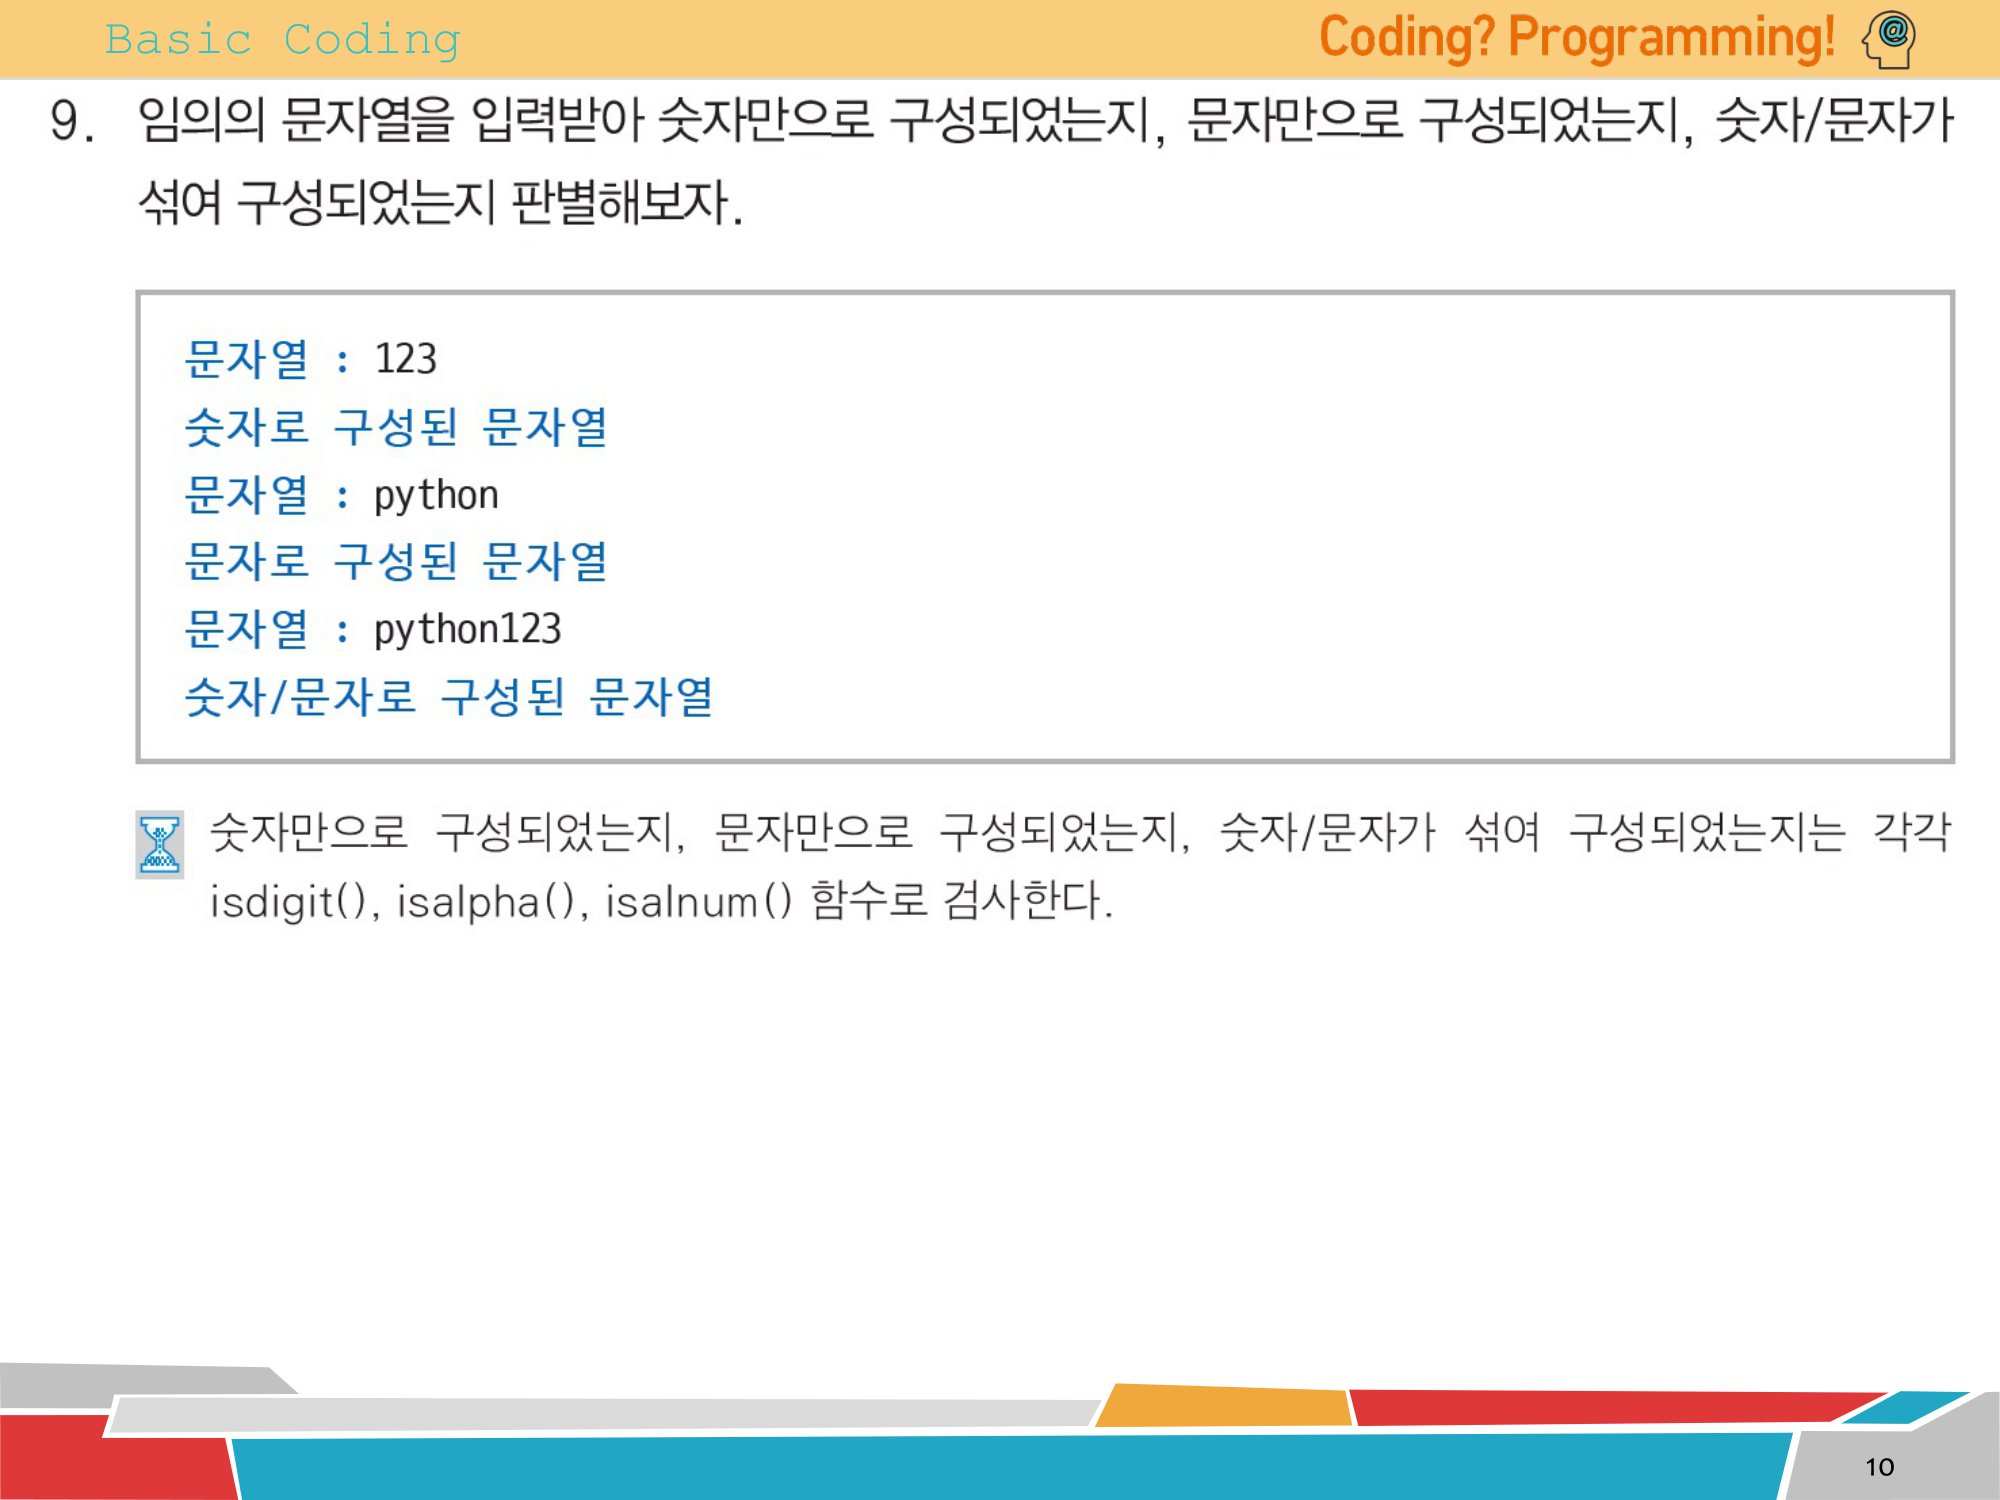 Basic Coding
Coding? Programming!
9. 임의의 문자열을 입력받아 숫자만으로 구성되었는지, 문자만으로 구성되었는지, 숫자/문자가
섞여 구성되었는지 판별해보자.
문자열 : 123
숫자로 구성된 문자열
문자열 : python
문자로 구성된 문자열
문자열 : python123
숫자/문자로 구성된 문자열
숫자만으로 구성되었는지, 문자만으로 구성되었는지, 숫자/문자가 섞여 구성되었는지는 각각
isdigit(), isalpha(), isalnum() 함수로 검사한다.
10